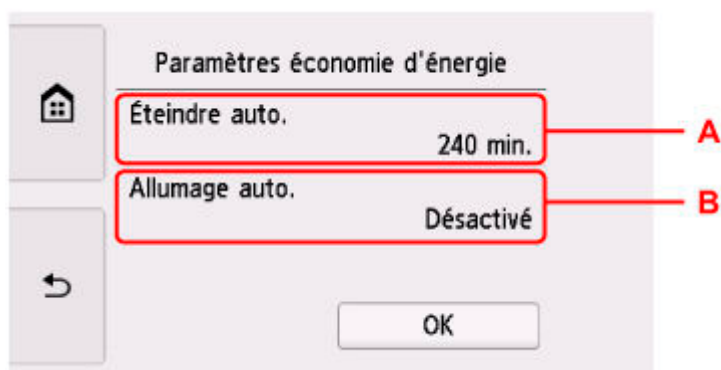 Paramètres économie d'énergie
Éteindre auto.
240 min.
A
Allumage auto.
Désactivé
B
OK